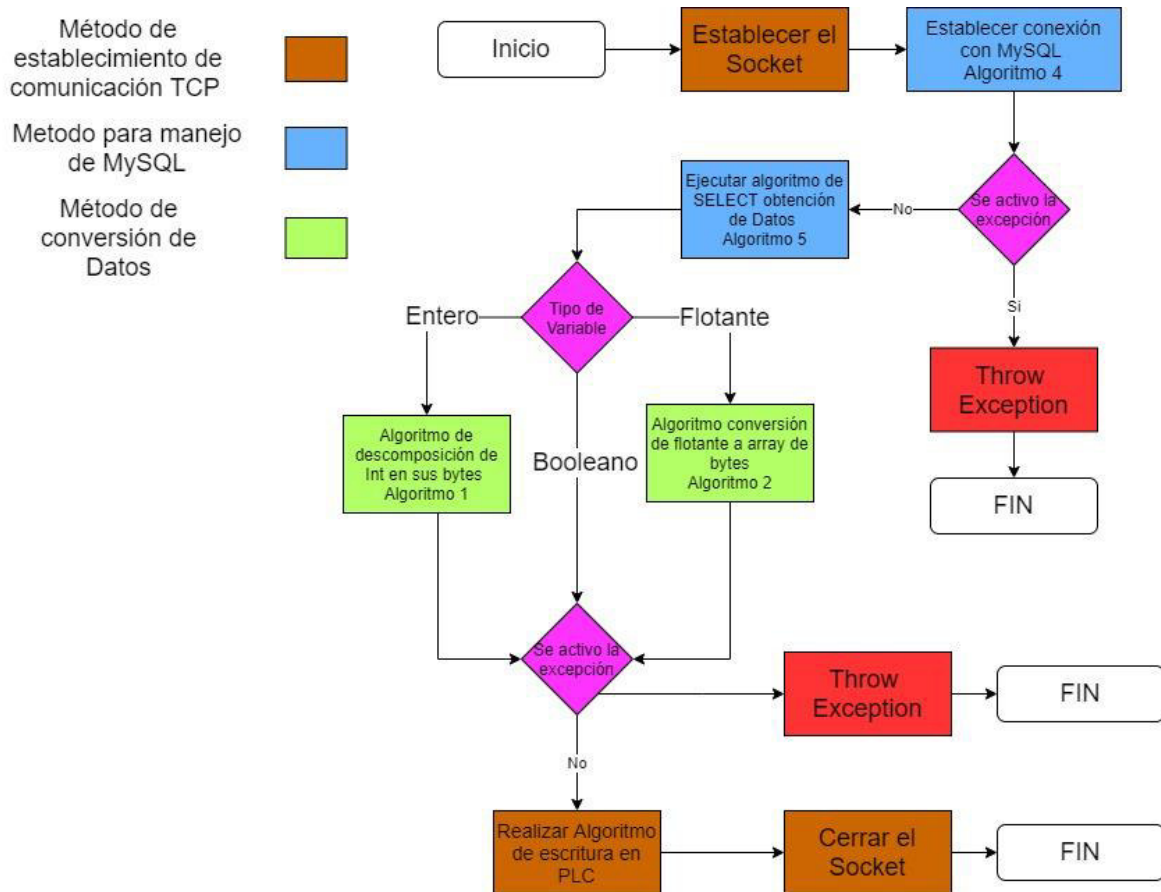 Método de
establecimiento de
comunicación TCP
Metodo para manejo
de MySQL
Método de
conversión de
Datos
Inicio
Establecer el
Socket
Establecer conexión
con MySQL
Algoritmo 4
Se activo la
excepción
No
Ejecutar algoritmo de
SELECT obtención
de Datos
Algoritmo 5
Si
Throw
Exception
FIN
Tipo de
Variable
Entero
Flotante
Booleano
Algoritmo de
descomposición de
Int en sus bytes
Algoritmo 1
Algoritmo conversión
de flotante a array de
bytes
Algoritmo 2
Se activo la
excepción
Throw
Exception
FIN
No
Realizar Algoritmo
de escritura en
PLC
Cerrar el
Socket
FIN